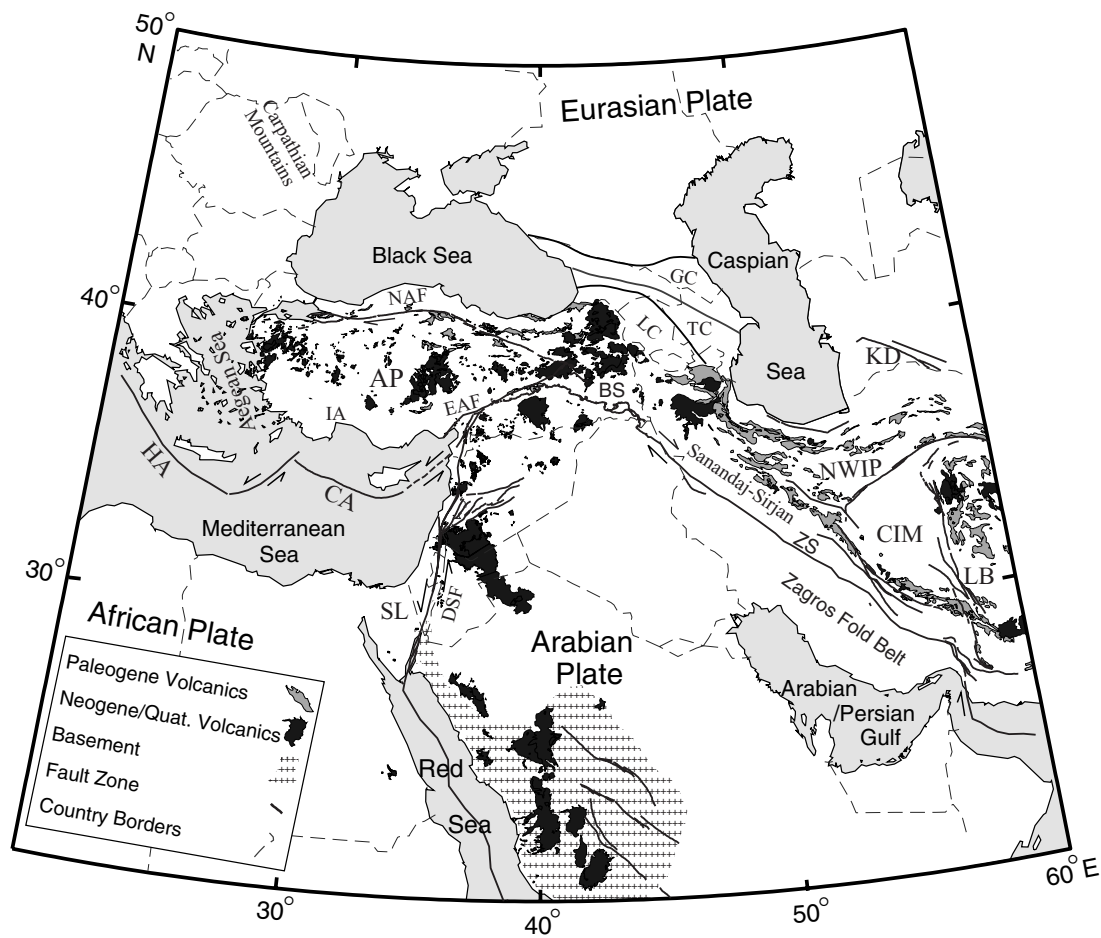 50°
N
Carpathian
Mountains
Eurasian Plate
Black Sea
Caspian
GC
40°
NAF
LC
TC
Aegean Sea
KD
Sea
AP
BS
EAF
IA
HA
NWIP
Sanandaj-Sirjan
CA
Mediterranean
Sea
CIM
ZS
30°
LB
SL
DSF
Zagros Fold Belt
African Plate
Arabian
Plate
Paleogene Volcanics
Neogene/Quat. Volcanics
Basement
Fault Zone
Country Borders
Arabian
/Persian
Gulf
Red
Sea
30°
40°
50°
60°E